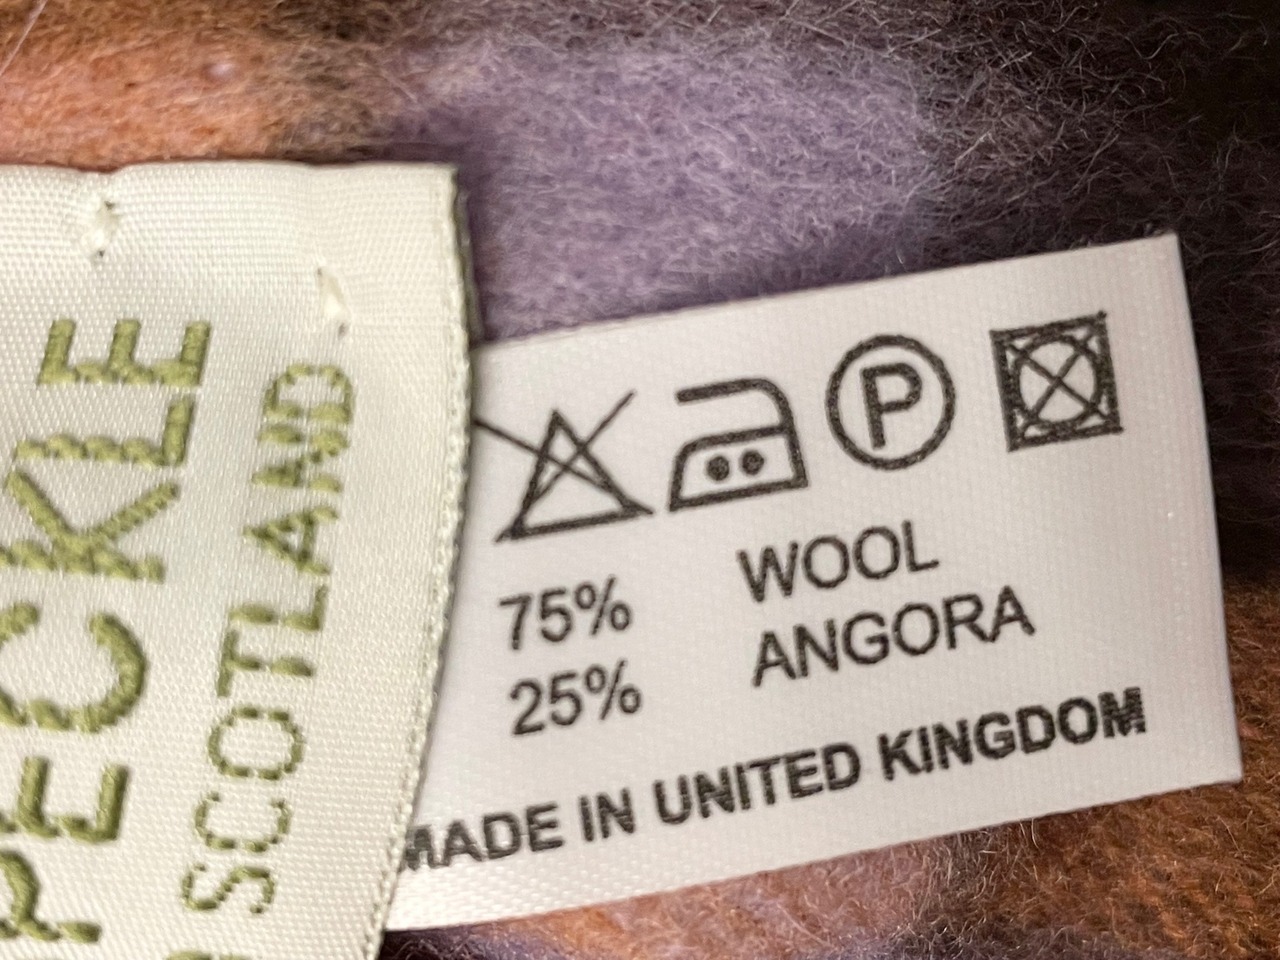 PECKLE
SCOTLAND
P
75% WOOL
25% ANGORA
MADE IN UNITED KINGDOM